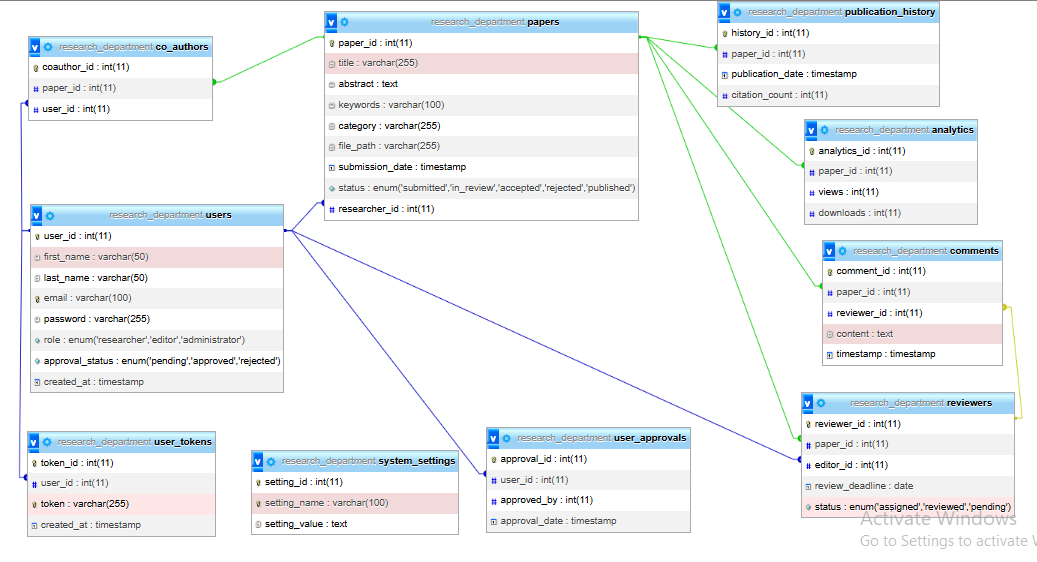 research_department co_authors
coauthor_id : int(11)
paper_id : int(11)
user_id : int(11)
research_department papers
paper_id : int(11)
title : varchar(255)
abstract : text
keywords : varchar(100)
category : varchar(255)
file_path : varchar(255)
submission_date : timestamp
status : enum('submitted','in_review','accepted','rejected','published')
researcher_id : int(11)
research_department publication_history
history_id : int(11)
paper_id : int(11)
publication_date : timestamp
citation_count : int(11)
research_department analytics
analytics_id : int(11)
paper_id : int(11)
views : int(11)
downloads : int(11)
research_department users
user_id : int(11)
first_name : varchar(50)
last_name : varchar(50)
email : varchar(100)
password : varchar(255)
role : enum('researcher','editor','administrator')
approval_status : enum('pending','approved','rejected')
created_at : timestamp
research_department comments
comment_id : int(11)
paper_id : int(11)
reviewer_id : int(11)
content : text
timestamp : timestamp
research_department reviewers
reviewer_id : int(11)
paper_id : int(11)
editor_id : int(11)
review_deadline : date
status : enum('assigned','reviewed','pending')
research_department user_tokens
token_id : int(11)
user_id : int(11)
token : varchar(255)
created_at : timestamp
research_department system_settings
setting_id : int(11)
setting_name : varchar(100)
setting_value : text
research_department user_approvals
approval_id : int(11)
user_id : int(11)
approved_by : int(11)
approval_date : timestamp
Activate Windows
Go to Settings to activate